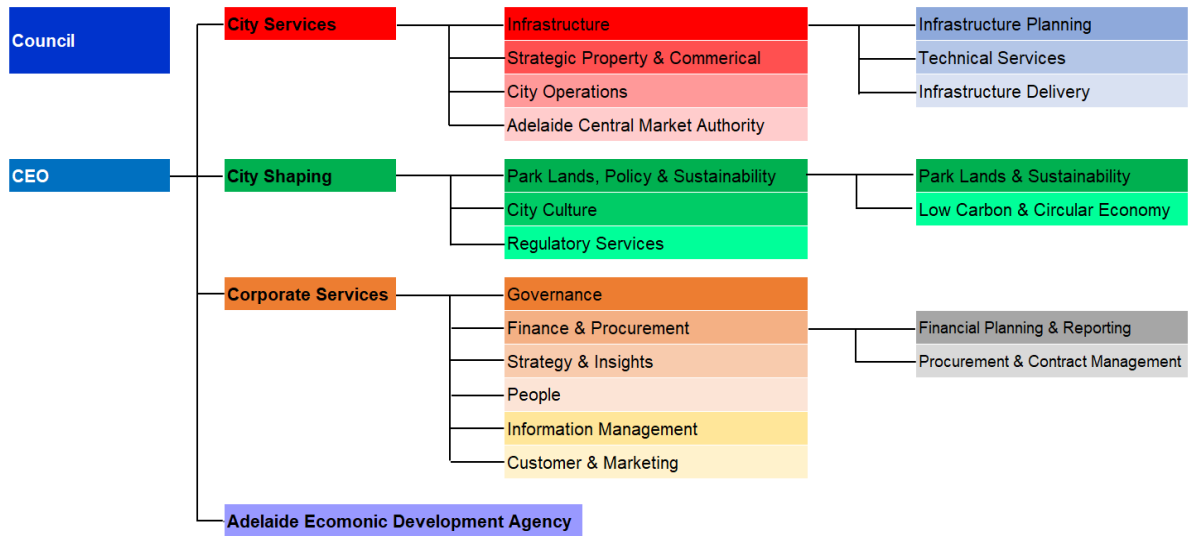 Council
City Services
Infrastructure
Infrastructure Planning
Strategic Property & Commerical
Technical Services
City Operations
Infrastructure Delivery
Adelaide Central Market Authority
CEO
City Shaping
Park Lands, Policy & Sustainability
Park Lands & Sustainability
City Culture
Low Carbon & Circular Economy
Regulatory Services
Corporate Services
Governance
Finance & Procurement
Financial Planning & Reporting
Strategy & Insights
Procurement & Contract Management
People
Information Management
Customer & Marketing
Adelaide Ecomonic Development Agency